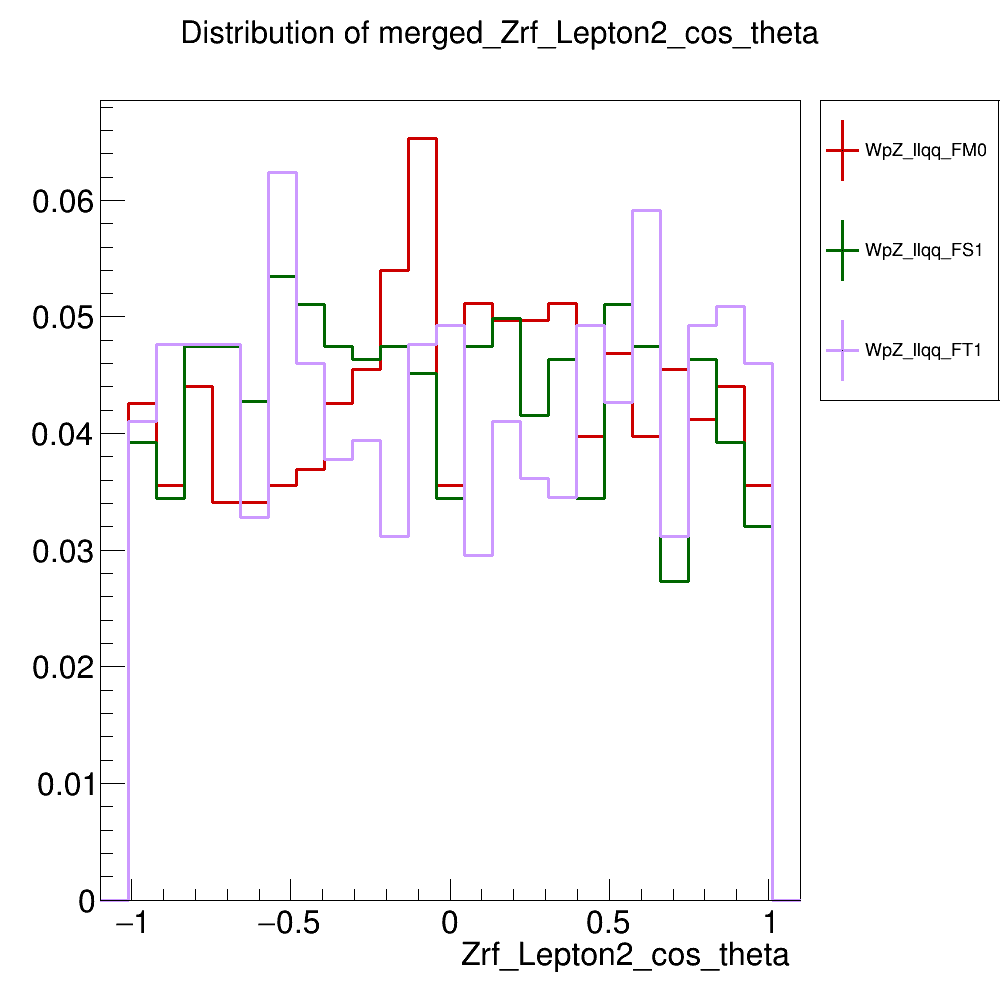 Distribution of merged_Zrf_Lepton2_cos_theta
0.06
0.05
0.04
0.03
0.02
0.01
0
−1
−0.5
0
0.5
1
Zrf_Lepton2_cos_theta
WpZ_llqq_FM0
WpZ_llqq_FS1
WpZ_llqq_FT1